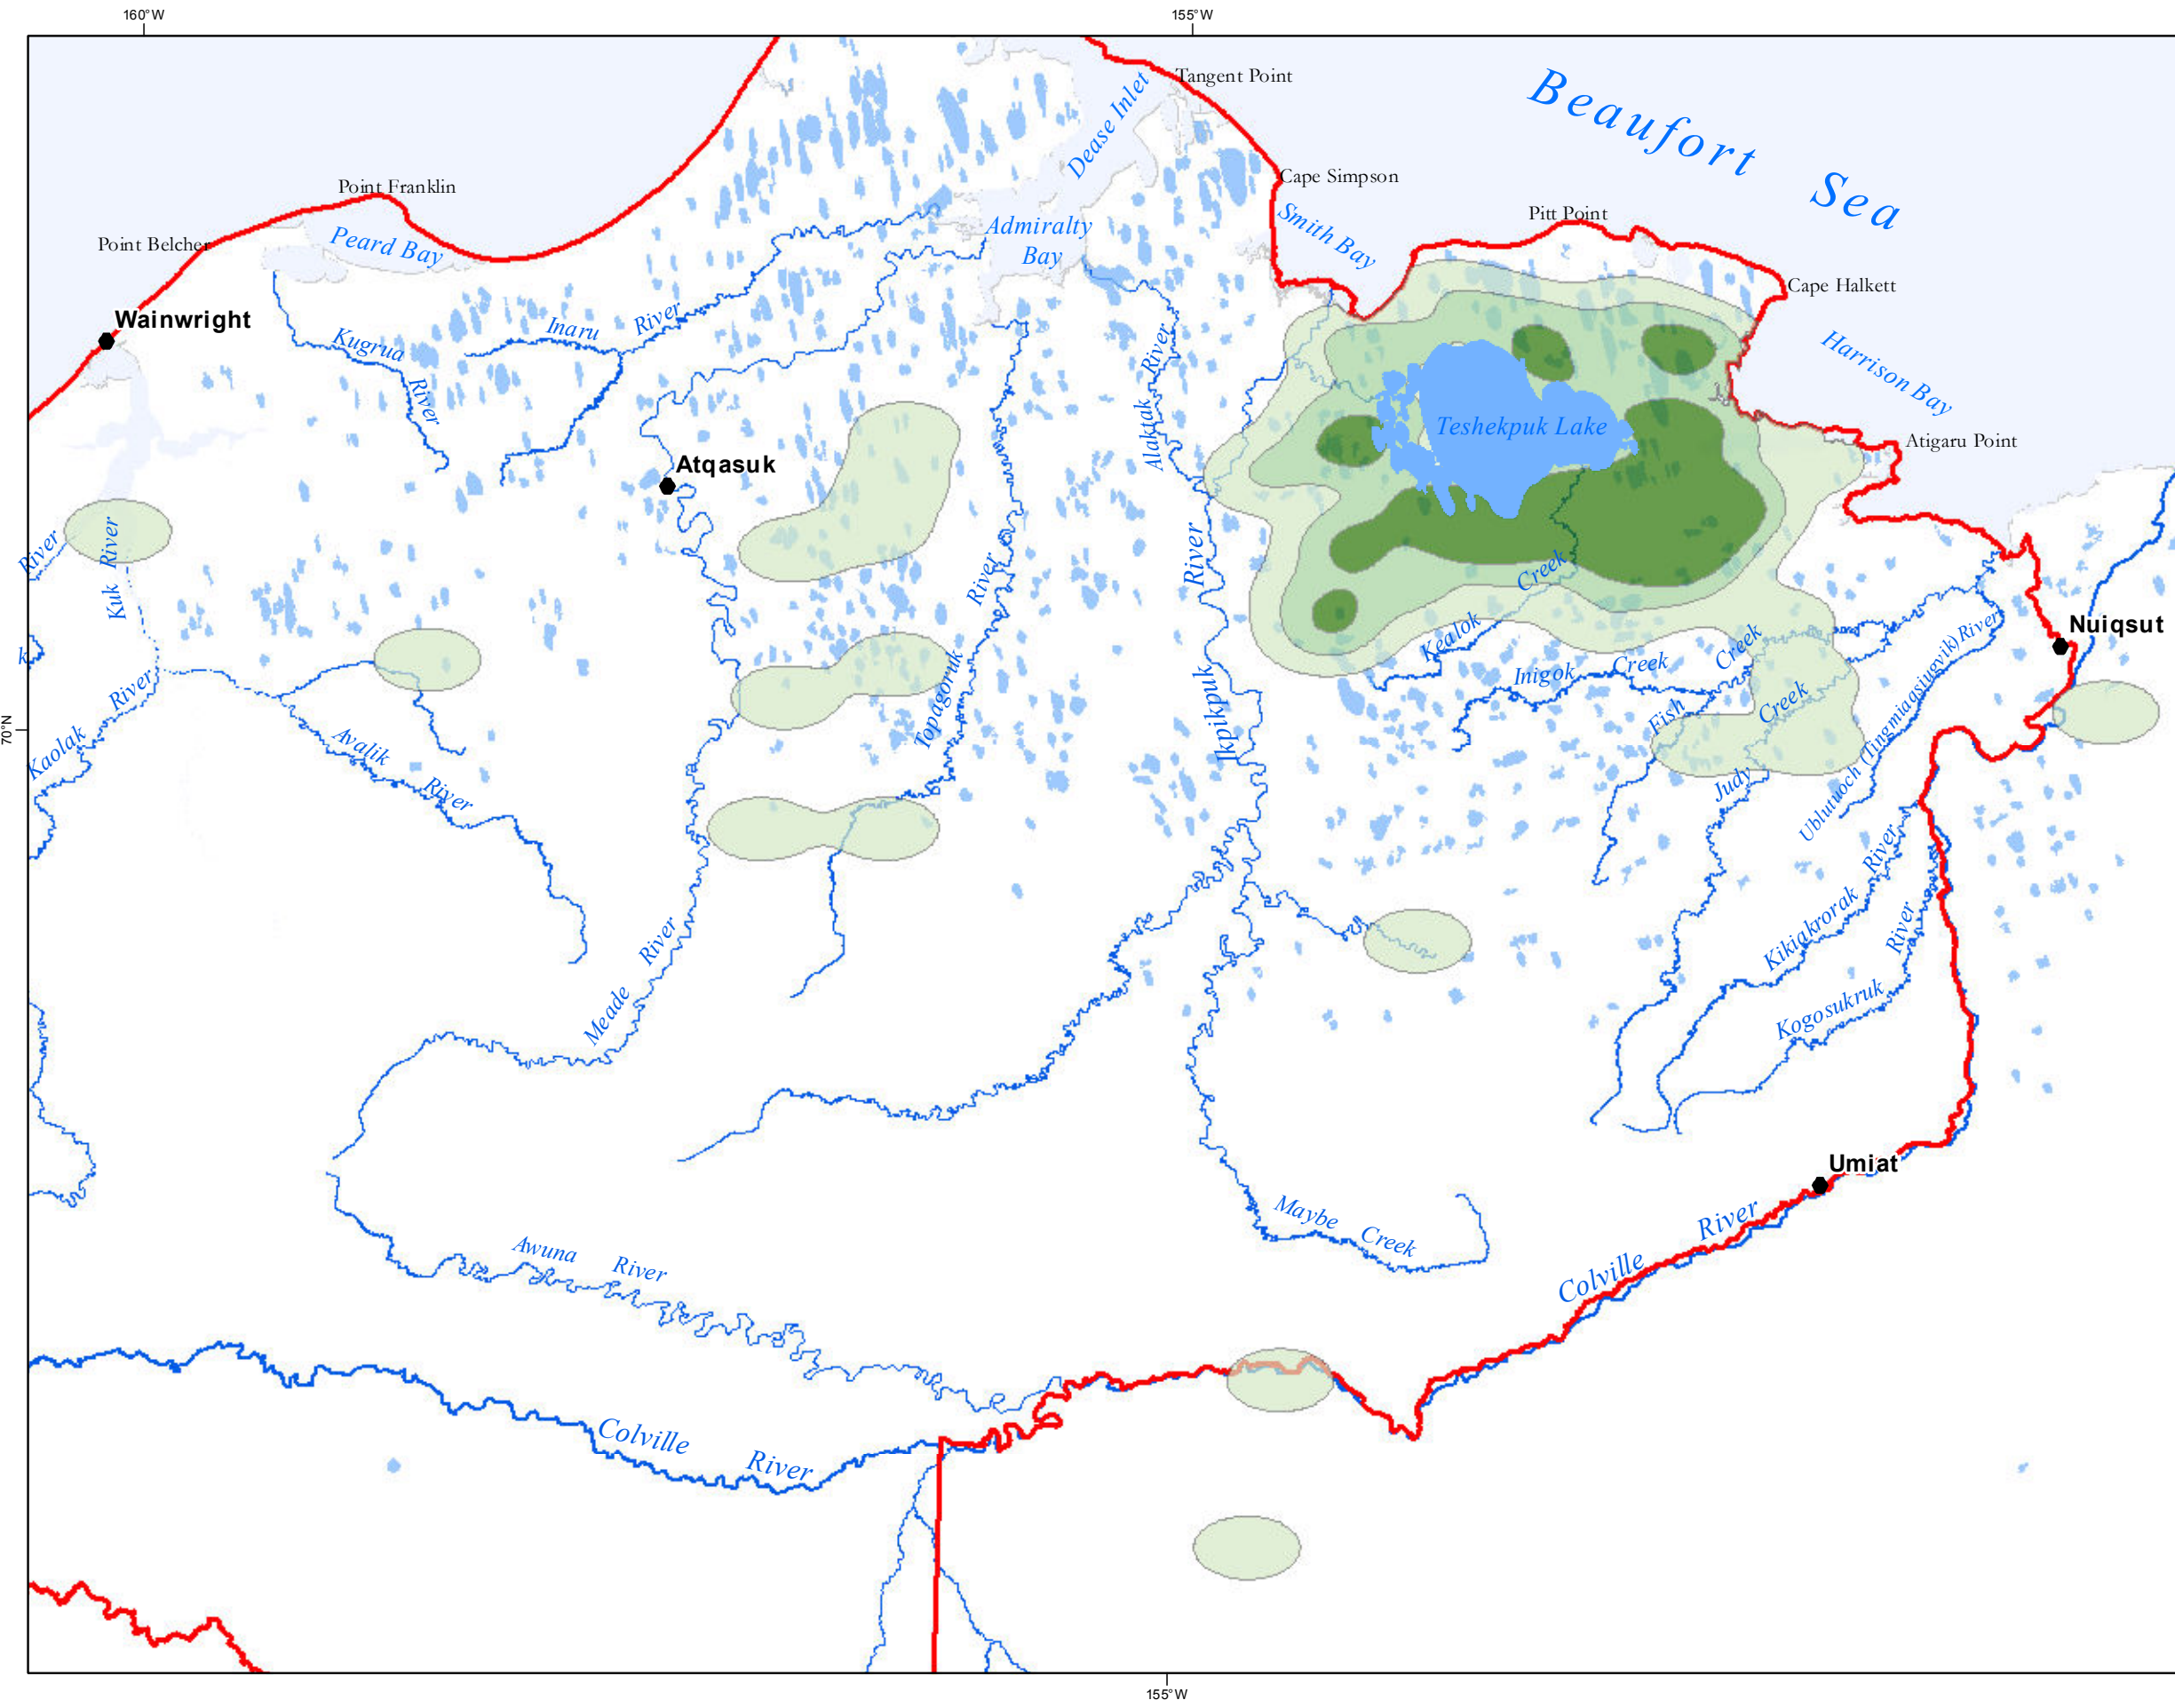 160°W
155°W
Tangent Point
Beaufort
Sea
Dease Inlet
Cape Simpson
Point Franklin
Smith Bay
Pitt Point
Admiralty
Bay
Peard Bay
Point Belcher
Cape Halkett
Wainwright
Inaru
River
Kugrua
River
Alaktak
River
Harrison Bay
Teshekpuk Lake
Atigaru Point
Atqasuk
River
Kuk
River
River
Creek
River
Kealok
Nuiqsut
k
Inigok
Creek
Creek
Ublutuoch (Tingmiaqsiugvik) River
River
Topagoruk
Ikpikpuk
Fish
Creek
70°N
Kaolak
Avalik
River
Judy
River
Kikiakrorak
River
Meade
River
Kogosukruk
Umiat
Maybe
Creek
River
Awuna
River
Colville
Colville
River
155°W